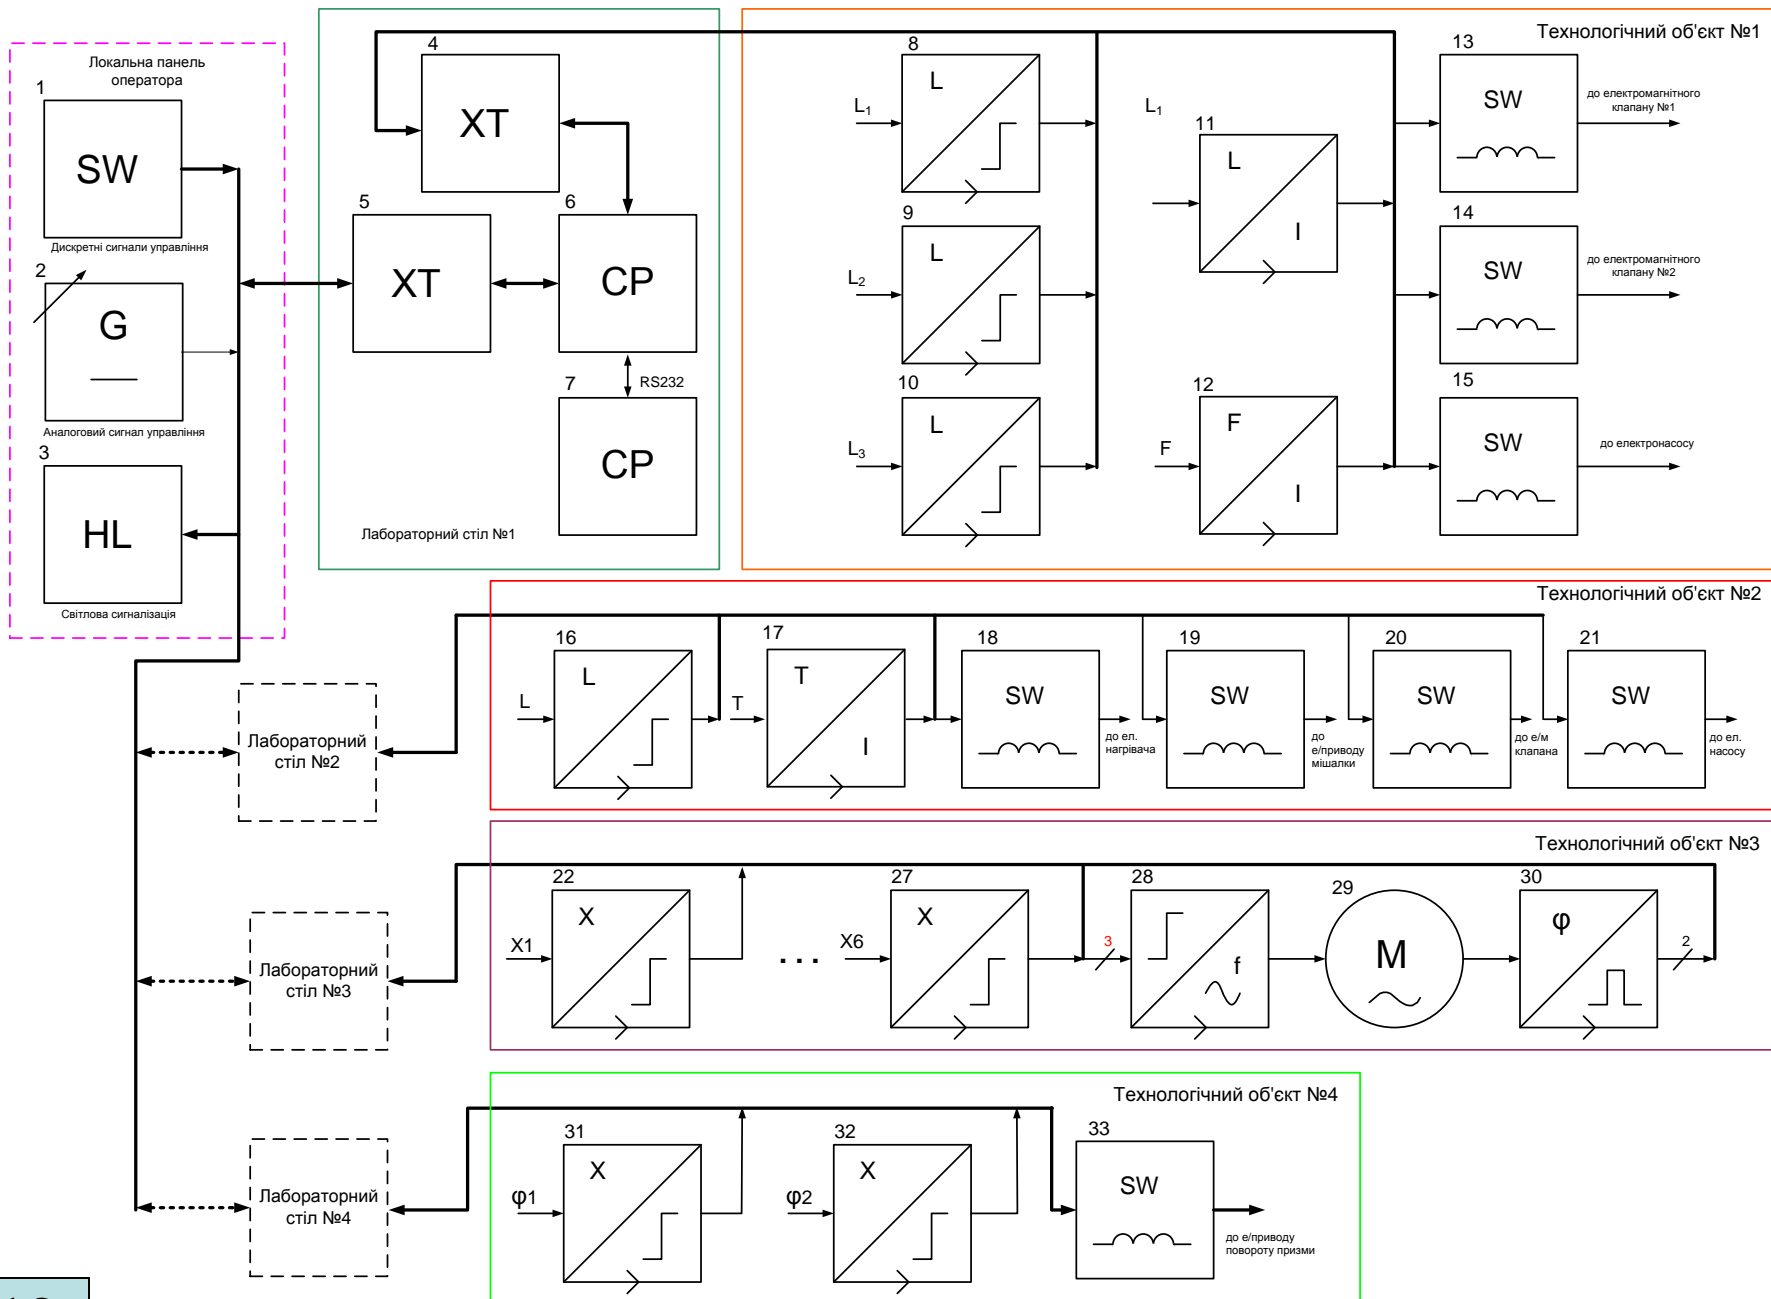 Локальна панель
оператора
1
SW
Дискретні сигнали управління
2
G
Аналоговий сигнал управління
3
HL
Світлова сигналізація
4
XT
5
XT
6
CP
RS232
7
CP
Лабораторний стіл №1
Технологічний об'єкт №1
8
L
L₁
9
L
L₂
10
L
L₃
L₁
11
L
I
12
F
F
I
13
SW
до електромагнітного
клапану №1
14
SW
до електромагнітного
клапану №2
15
SW
до електронасосу
Технологічний об'єкт №2
16
L
L
17
T
T
I
18
SW
до ел.
нагрівача
19
SW
до
е/приводу
мішалки
20
SW
до е/м
клапана
21
SW
до ел.
насосу
Лабораторний
стіл №2
Технологічний об'єкт №3
22
X
X1
...
X6
27
X
3
28
f
29
M
30
φ
2
Лабораторний
стіл №3
Технологічний об'єкт №4
31
X
φ1
32
X
φ2
33
SW
до е/приводу
повороту призми
Лабораторний
стіл №4